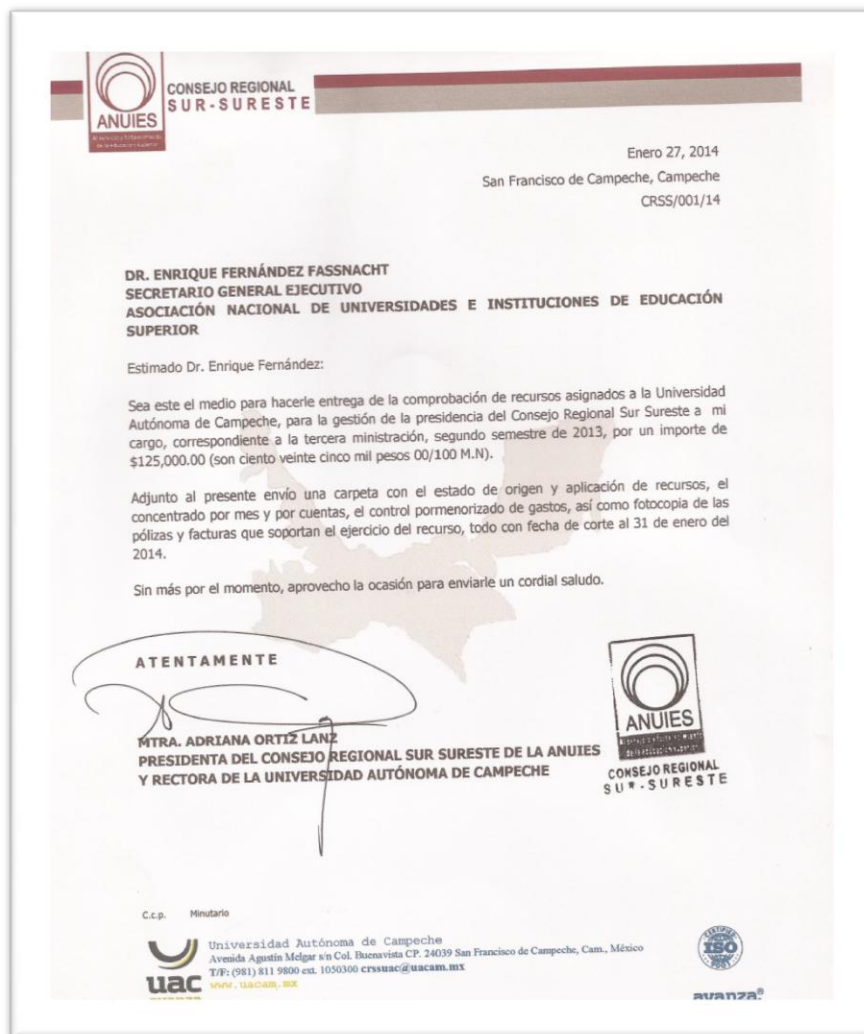 ANUIES
CONSEJO REGIONAL
SUR-SURESTE
Enero 27, 2014
San Francisco de Campeche, Campeche
CRSS/001/14
DR. ENRIQUE FERNÁNDEZ FASSNACHT
SECRETARIO GENERAL EJECUTIVO
ASOCIACIÓN NACIONAL DE UNIVERSIDADES E INSTITUCIONES DE EDUCACIÓN
SUPERIOR
Estimado Dr. Enrique Fernández:
Sea este el medio para hacerle entrega de la comprobación de recursos asignados a la Universidad
Autónoma de Campeche, para la gestión de la presidencia del Consejo Regional Sur Sureste a mi
cargo, correspondiente a la tercera ministración, segundo semestre de 2013, por un importe de
$125,000.00 (son ciento veinte cinco mil pesos 00/100 M.N).
Adjunto al presente envío una carpeta con el estado de origen y aplicación de recursos, el
concentrado por mes y por cuentas, el control pormenorizado de gastos, así como fotocopia de las
pólizas y facturas que soportan el ejercicio del recurso, todo con fecha de corte al 31 de enero del
2014.
Sin más por el momento, aprovecho la ocasión para enviarle un cordial saludo.
ATENTAMENTE
MTRA. ADRIANA ORTIZ LANZ
PRESIDENTA DEL CONSEJO REGIONAL SUR SURESTE DE LA ANUIES
Y RECTORA DE LA UNIVERSIDAD AUTÓNOMA DE CAMPECHE
ANUIES
CONSEJO REGIONAL
SU*-SURESTE
C.c.p. Minutario
uac
Universidad Autónoma de Campeche
Avenida Agustín Melgar s/n Col. Buenavista CP. 24039 San Francisco de Campeche, Cam., México
T/F: (981) 811 9800 ext. 1050300 crssuac@uacam.mx
www.uacam.mx
ISO
9001
avanza